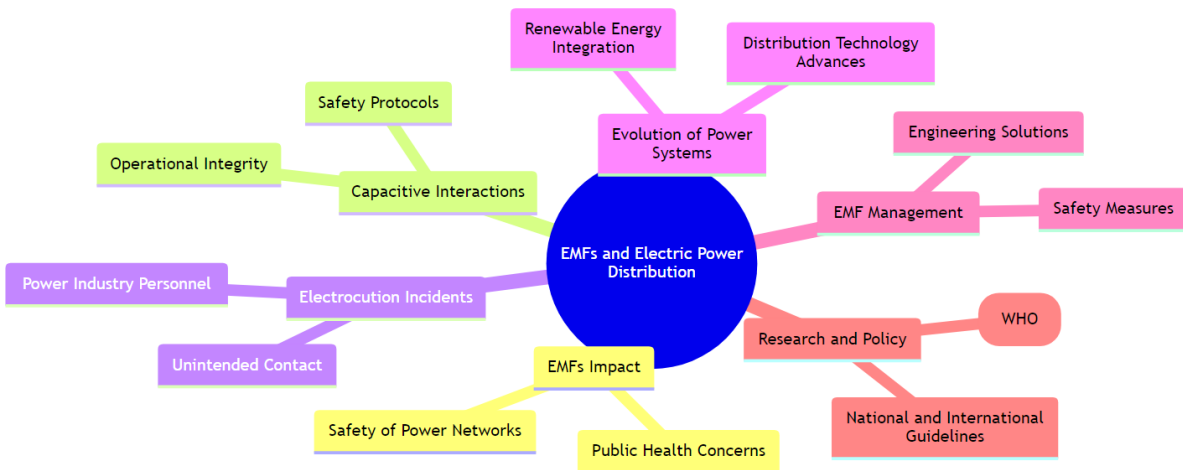 Renewable Energy
Integration
Distribution Technology
Advances
Safety Protocols
Evolution of Power
Systems
Engineering Solutions
Operational Integrity
Capacitive Interactions
EMF Management
Safety Measures
EMFs and Electric Power
Distribution
Power Industry Personnel
Electrocution Incidents
WHO
Research and Policy
Unintended Contact
EMFs Impact
Safety of Power Networks
National and International
Guidelines
Public Health Concerns